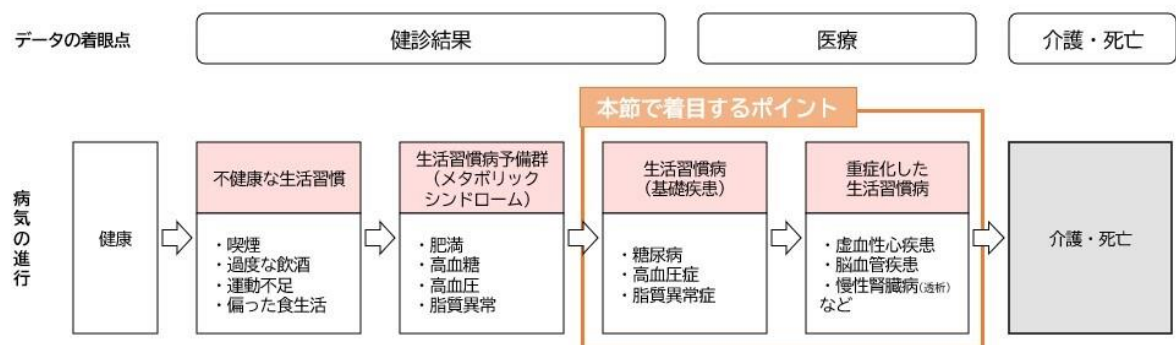 データの着眼点
健診結果
医療
介護・死亡
本節で着目するポイント
病気の進行
健康
不健康な生活習慣
・喫煙
・過度な飲酒
・運動不足
・偏った食生活
生活習慣病予備群
(メタボリック
シンドローム)
・肥満
・高血糖
・高血圧
・脂質異常
生活習慣病
(基礎疾患)
・糖尿病
・高血圧症
・脂質異常症
重症化した
生活習慣病
・虚血性心疾患
・脳血管疾患
・慢性腎臓病(透析)
など
介護・死亡